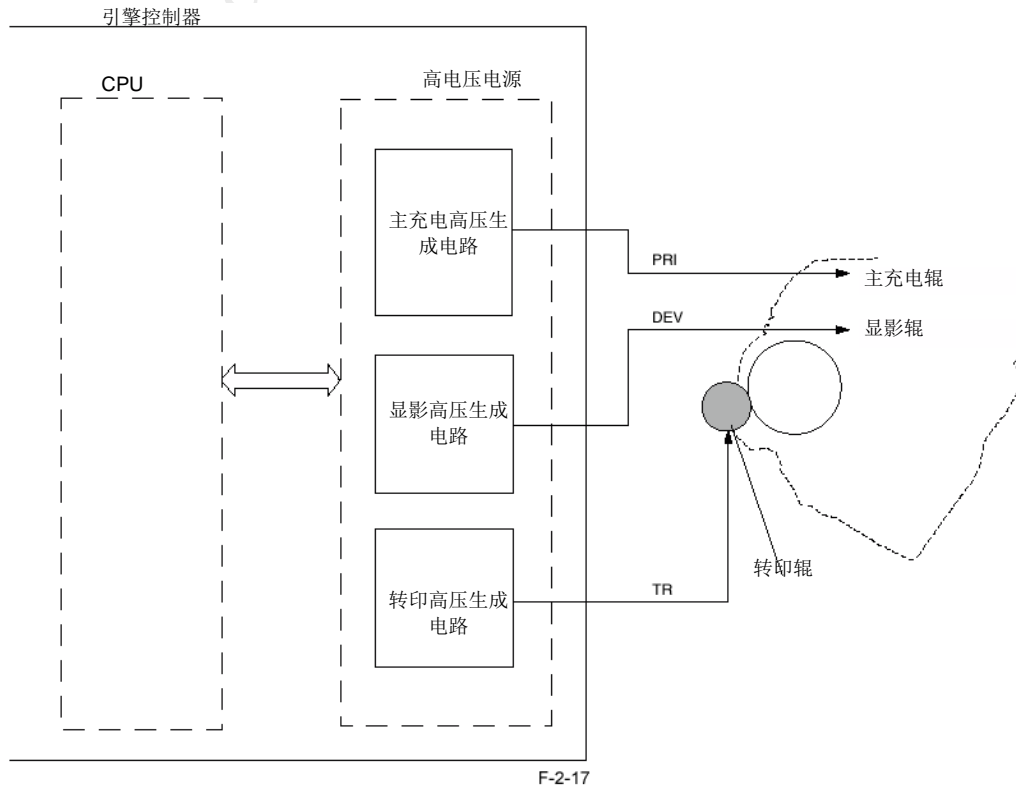 引擎控制器
CPU
高电压电源
主充电高压生
成电路
PRI
主充电辊
DEV
显影辊
显影高压生成
电路
转印辊
转印高压生成
电路
TR
F-2-17